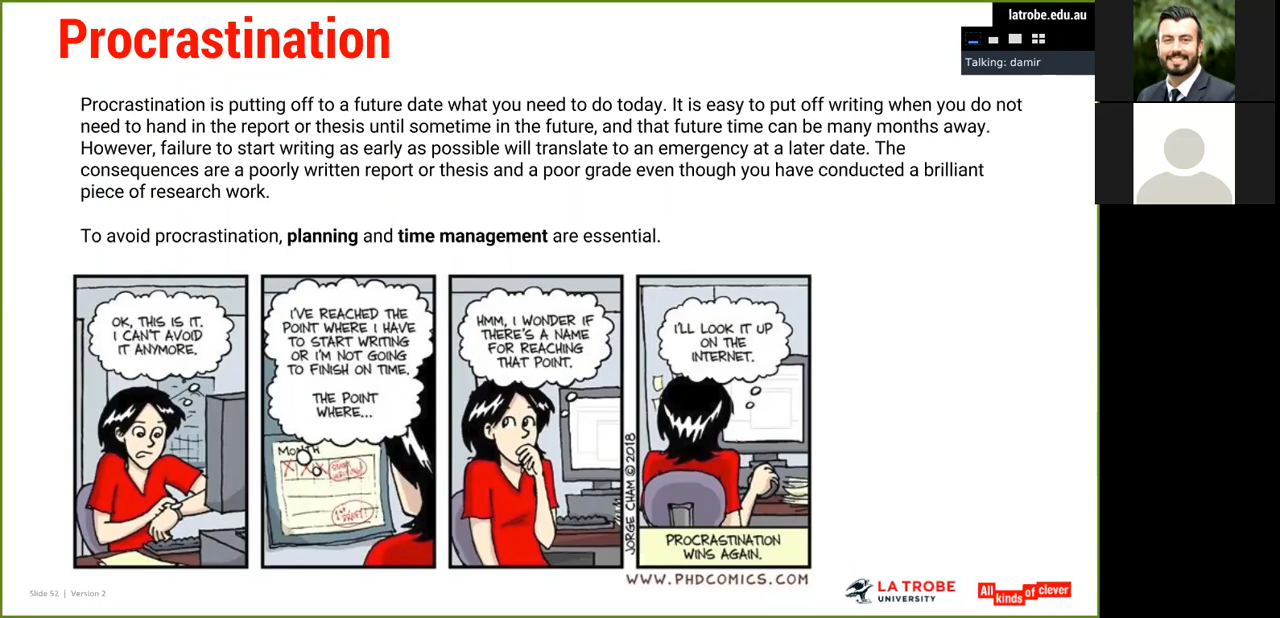 Procrastination
latrobe.edu.au
Talking: damir
Procrastination is putting off to a future date what you need to do today. It is easy to put off writing when you do not
need to hand in the report or thesis until sometime in the future, and that future time can be many months away.
However, failure to start writing as early as possible will translate to an emergency at a later date. The
consequences are a poorly written report or thesis and a poor grade even though you have conducted a brilliant
piece of research work.
To avoid procrastination, planning and time management are essential.
OK, THIS IS IT.
I CAN'T AVOID
IT ANYMORE.
I'VE REACHED THE
POINT WHERE I HAVE
TO START WRITING
OR I'M NOT GOING
TO FINISH ON TIME.
THE POINT
WHERE...
HMM, I WONDER IF
THERE'S A NAME
FOR REACHING
THAT POINT.
I'LL LOOK IT UP
ON THE
INTERNET.
JORGE CHAM © 2018
PROCRASTINATION
WINS AGAIN.
WWW.PHDCOMICS.COM
Slide 52 | Version 2
LA TROBE
UNIVERSITY
All
kinds
of
clever